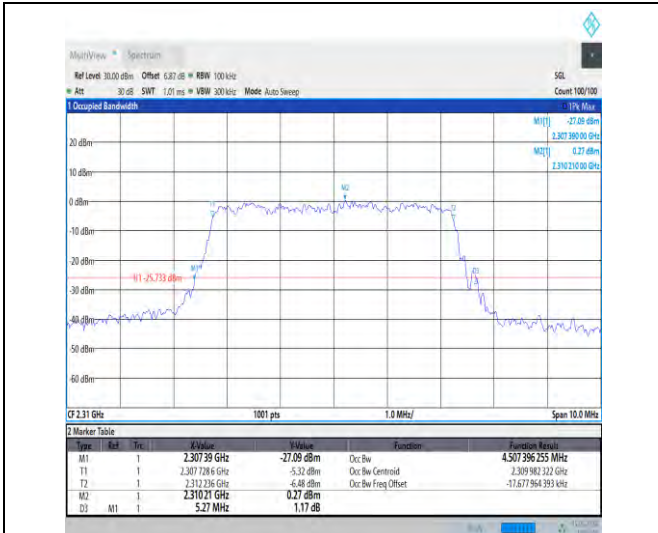 MultiView Spectrum
Ref Level 30.00 dBm Offset 6.87 dB RBW 100 kHz SGL
Att 30 dB SWT 1.01 ms VBW 300 kHz Mode Auto Sweep Count 100/100
1 Occupied Bandwidth 1Pk Max
M1[1] -27.09 dBm
2.307 390 00 GHz
M2[1] 0.27 dBm
2.310 210 00 GHz
20 dBm
10 dBm
M2
0 dBm
T1 T2
-10 dBm
-20 dBm
M1 D3
H1 -25.733 dBm
-30 dBm
-40 dBm
-50 dBm
-60 dBm
CF 2.31 GHz 1001 pts 1.0 MHz/ Span 10.0 MHz
2 Marker Table
Type Ref Trc X-Value Y-Value Function Function Result
M1 1 2.307 39 GHz -27.09 dBm Occ Bw 4.507 396 255 MHz
T1 1 2.307 728 6 GHz -5.32 dBm Occ Bw Centroid 2.309 982 322 GHz
T2 1 2.312 236 GHz -6.48 dBm Occ Bw Freq Offset -17.677 964 393 kHz
M2 1 2.310 21 GHz 0.27 dBm
D3 M1 1 5.27 MHz 1.17 dB